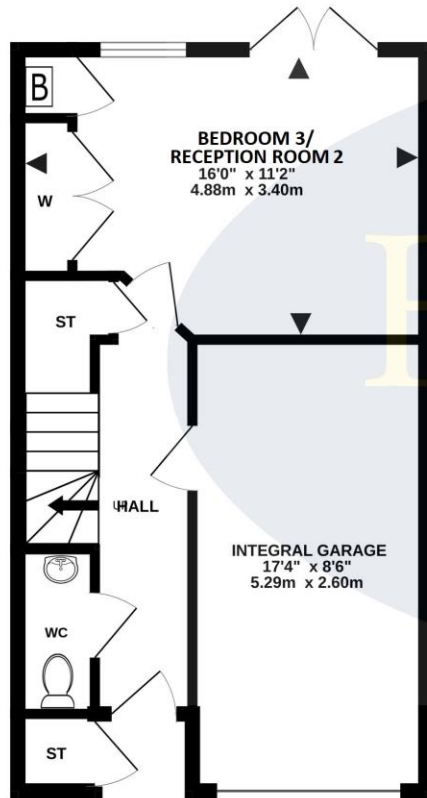 B
BEDROOM 3/
RECEPTION ROOM 2
16'0" x 11'2"
4.88m x 3.40m
W
ST
HALL
INTEGRAL GARAGE
17'4" x 8'6"
5.29m x 2.60m
WC
ST